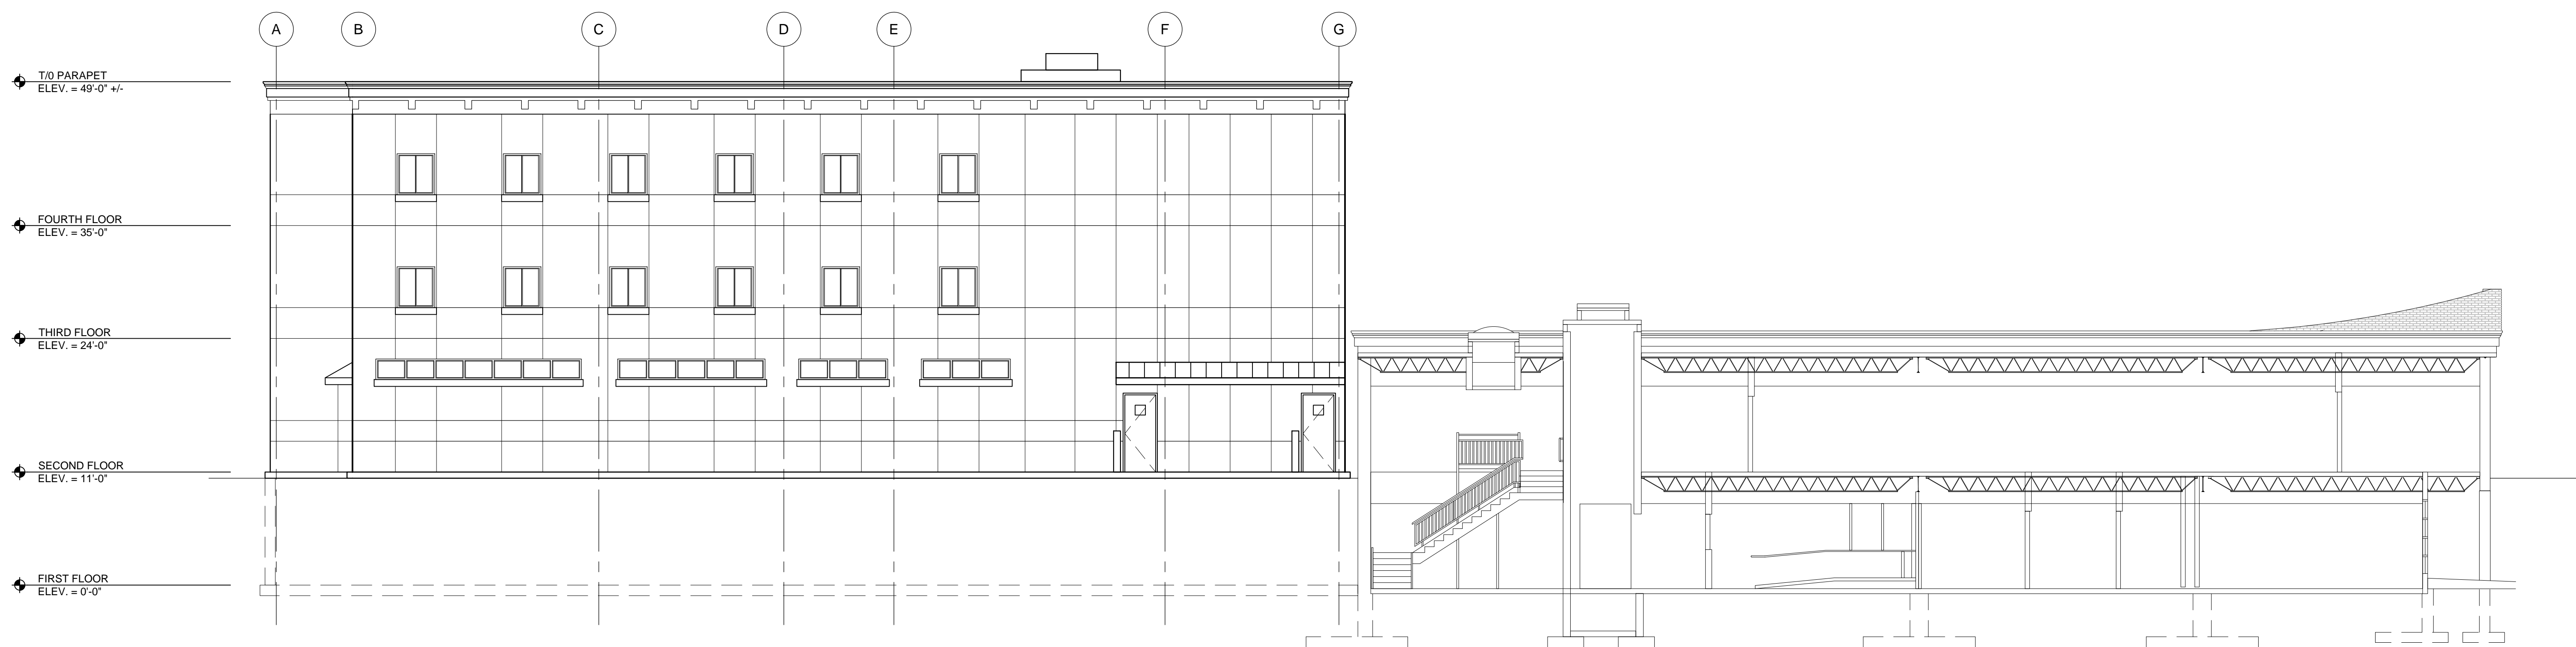 A B C D E F G
T/0 PARAPET
ELEV. = 49'-0" +/-
FOURTH FLOOR
ELEV. = 35'-0"
THIRD FLOOR
ELEV. = 24'-0"
SECOND FLOOR
ELEV. = 11'-0"
FIRST FLOOR
ELEV. = 0'-0"